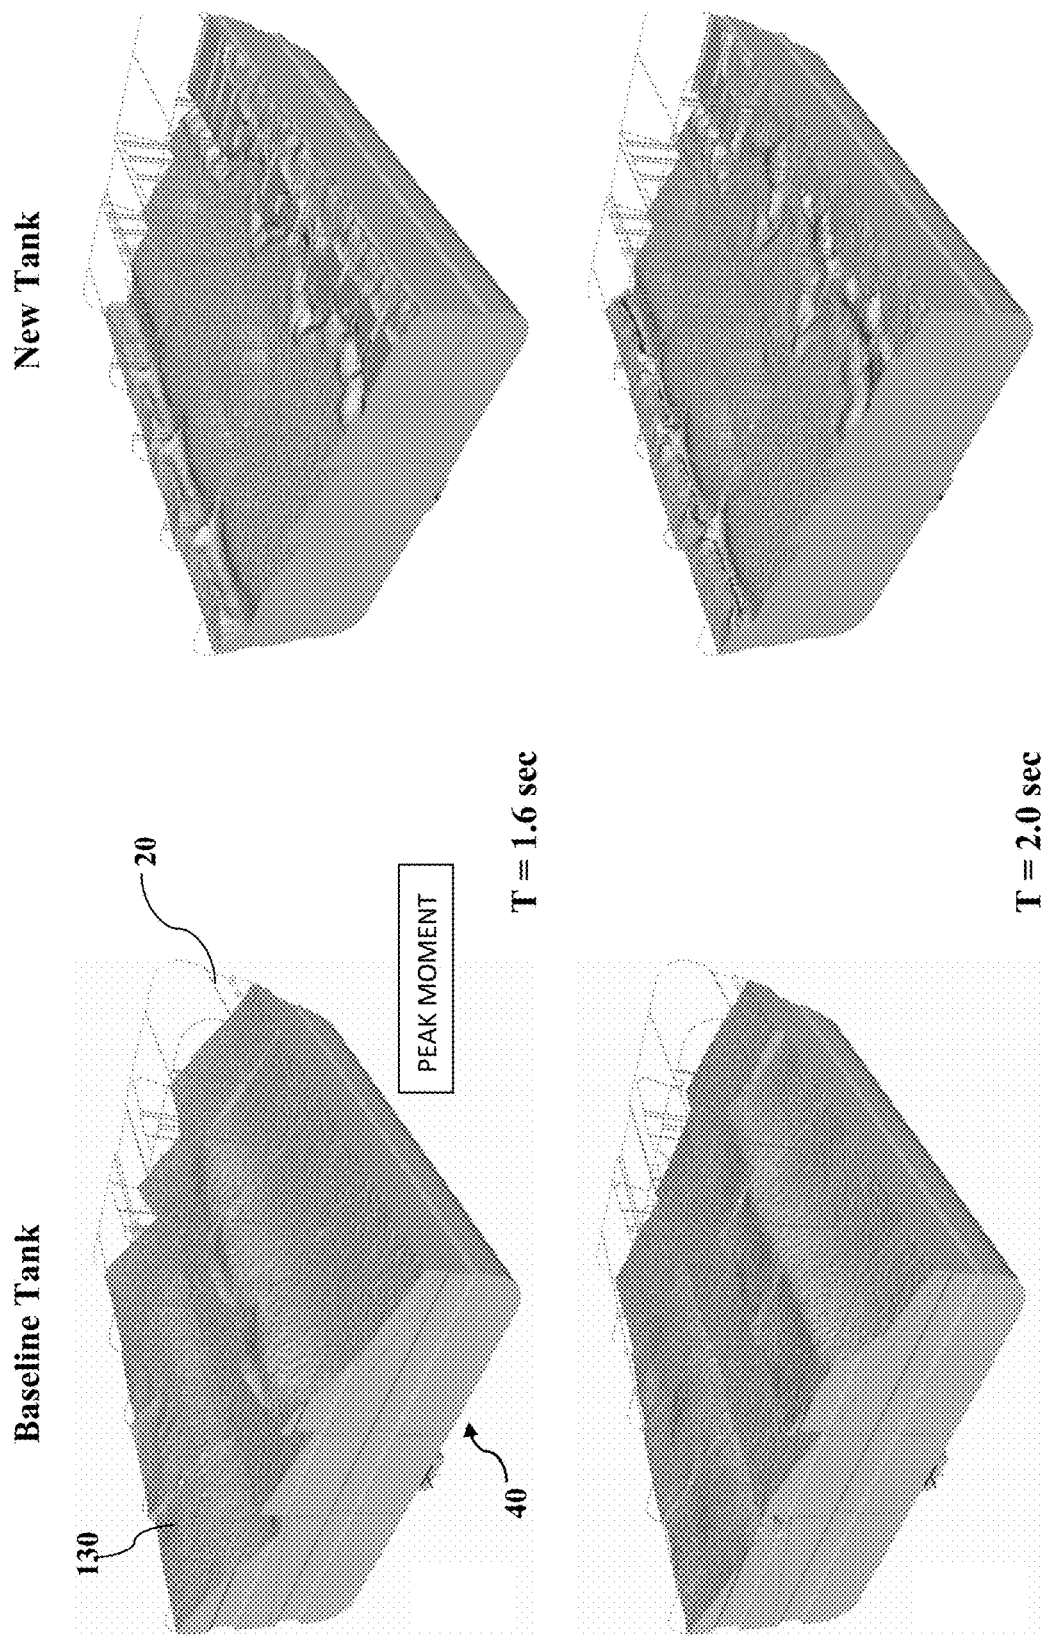 Baseline Tank
New Tank
130
20
40
PEAK MOMENT
T = 1.6 sec
T = 2.0 sec